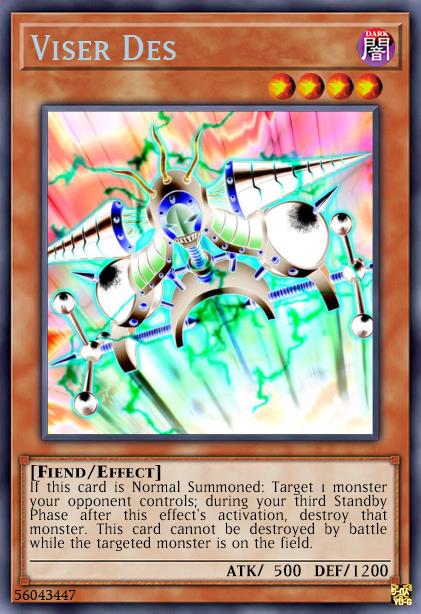 Viser Des
DARK
闇
[Fiend/Effect]
If this card is Normal Summoned: Target 1 monster
your opponent controls; during your third Standby
Phase after this effect's activation, destroy that
monster. This card cannot be destroyed by battle
while the targeted monster is on the field.
ATK/ 500 DEF/1200
56043447